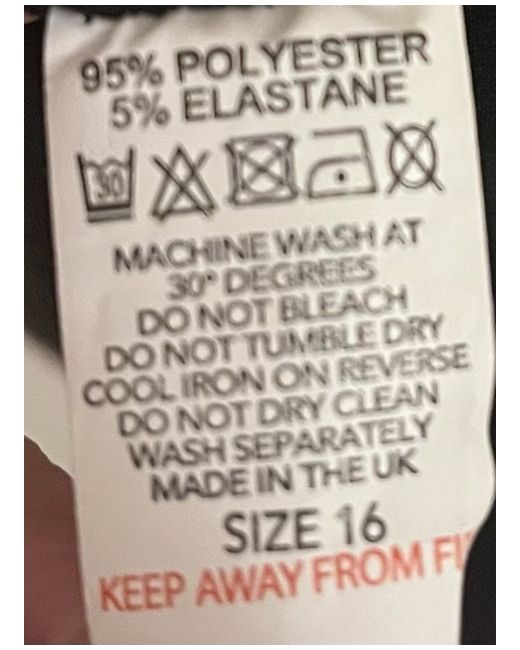 95% POLYESTER
5% ELASTANE
30
MACHINE WASH AT
30° DEGREES
DO NOT BLEACH
DO NOT TUMBLE DRY
COOL IRON ON REVERSE
DO NOT DRY CLEAN
WASH SEPARATELY
MADE IN THE UK
SIZE 16
KEEP AWAY FROM